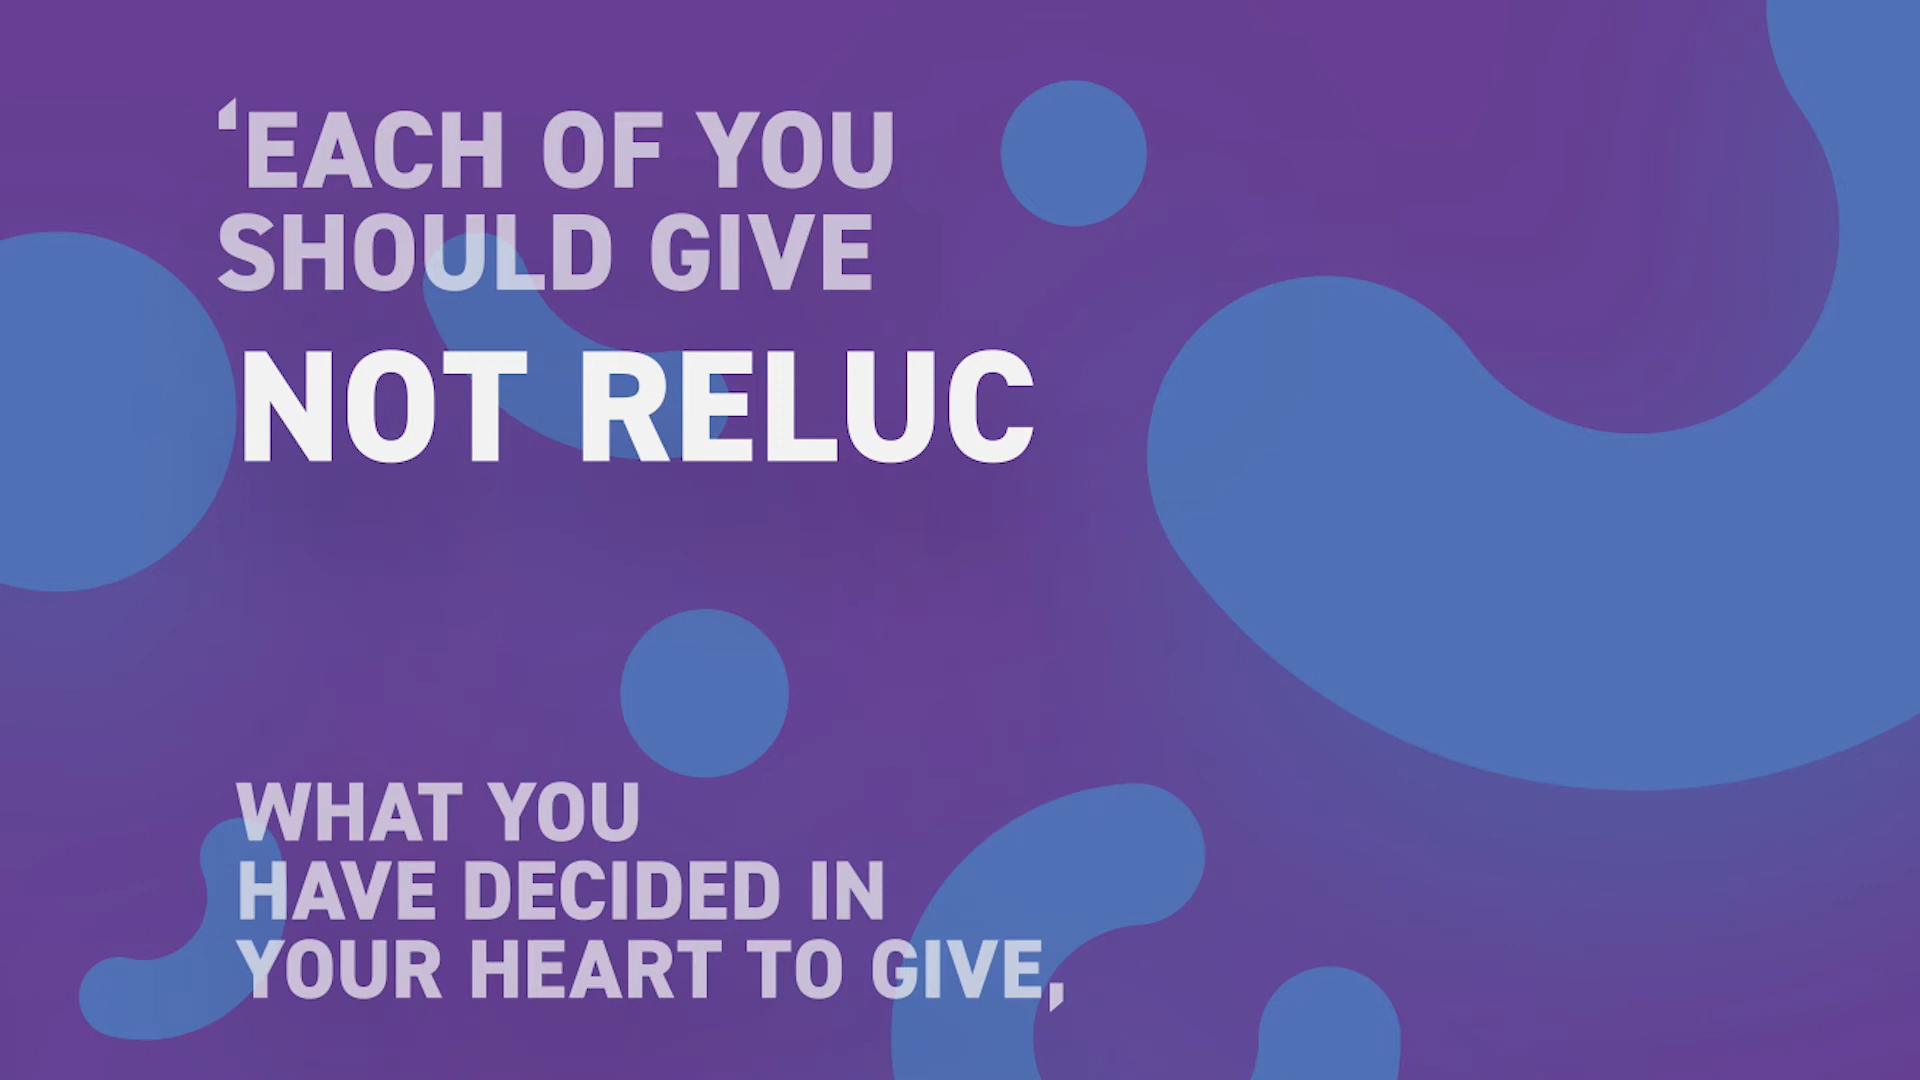 ‘EACH OF YOU
SHOULD GIVE
NOT RELUC
WHAT YOU
HAVE DECIDED IN
YOUR HEART TO GIVE,